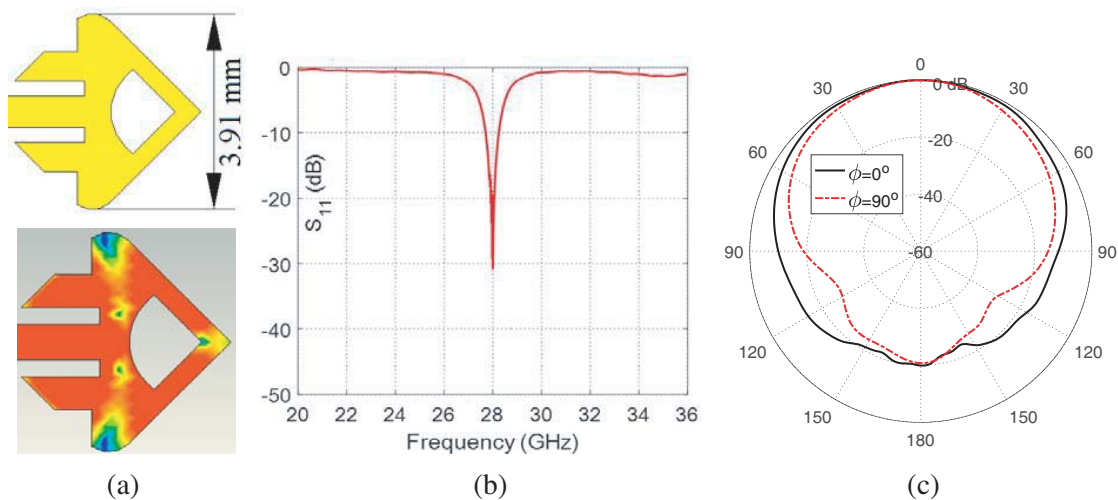 3.91 mm
0
-10
-20
-30
-40
-50
S11 (dB)
20 22 24 26 28 30 32 34 36
Frequency (GHz)
0
0 dB
30 30
-20
60 60
ϕ=0°
ϕ=90°
-40
90 -60 90
120 120
150 150
180
(a) (b) (c)